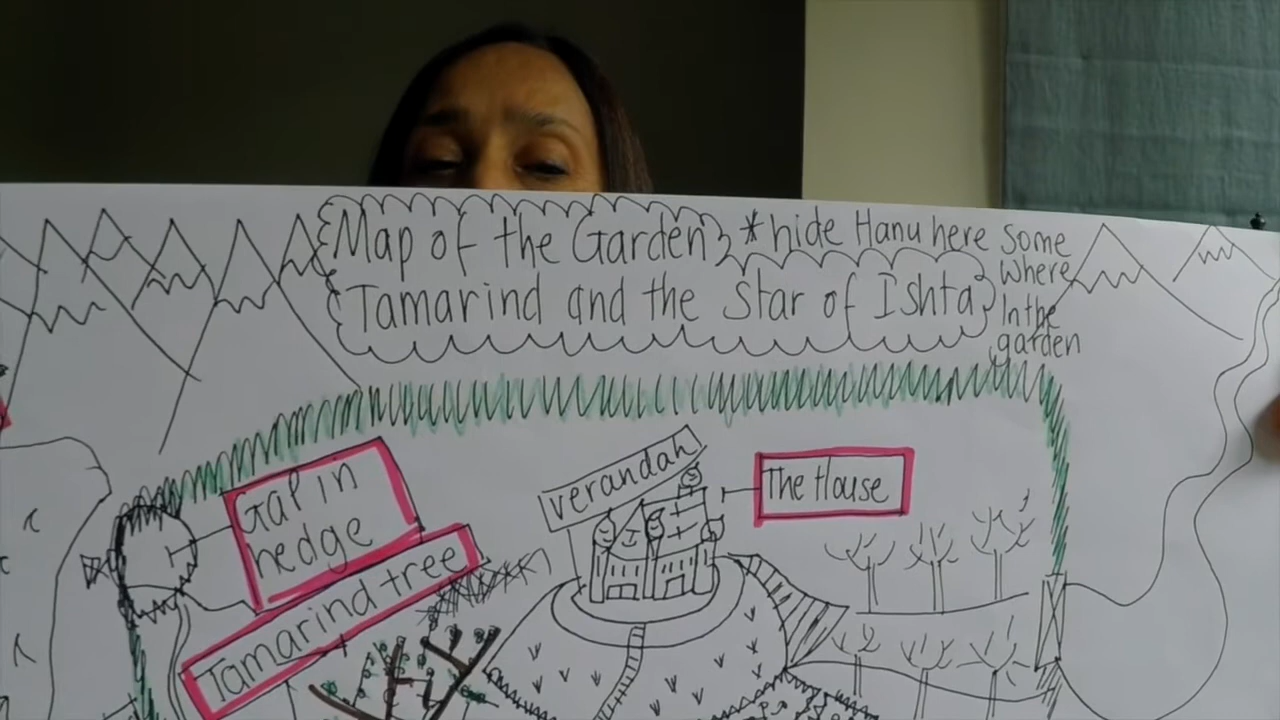 Map of the Garden
Tamarind and the Star of Ishta
*hide Hanu here some
where
In the
garden
Gap in
hedge
Tamarind tree
verandah
The House